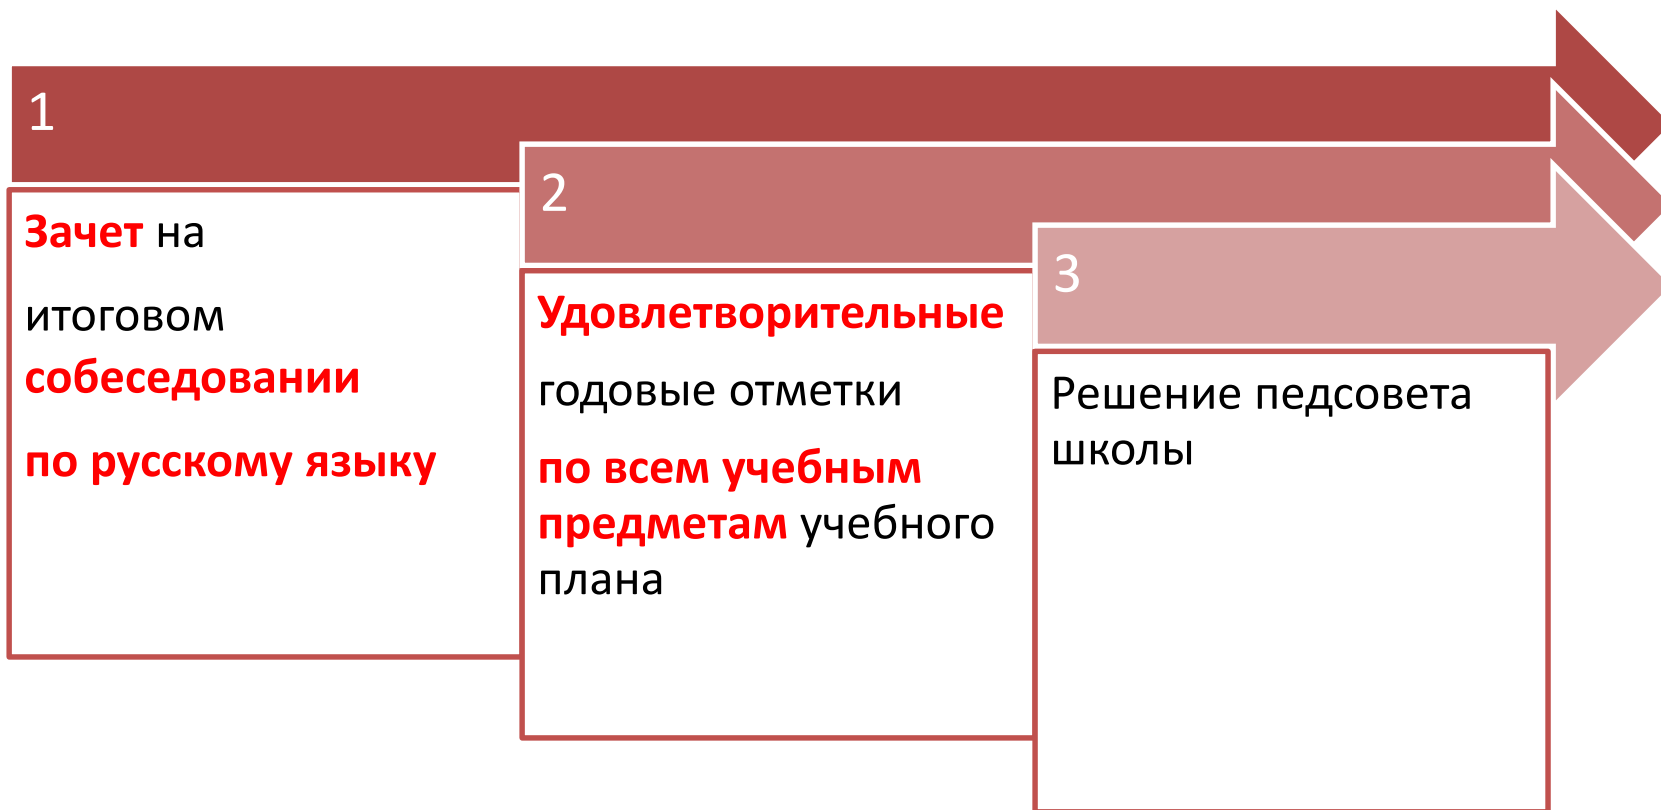 1
Зачет на
итоговом
собеседовании
по русскому языку
2
Удовлетворительные
годовые отметки
по всем учебным
предметам учебного
плана
3
Решение педсовета
школы